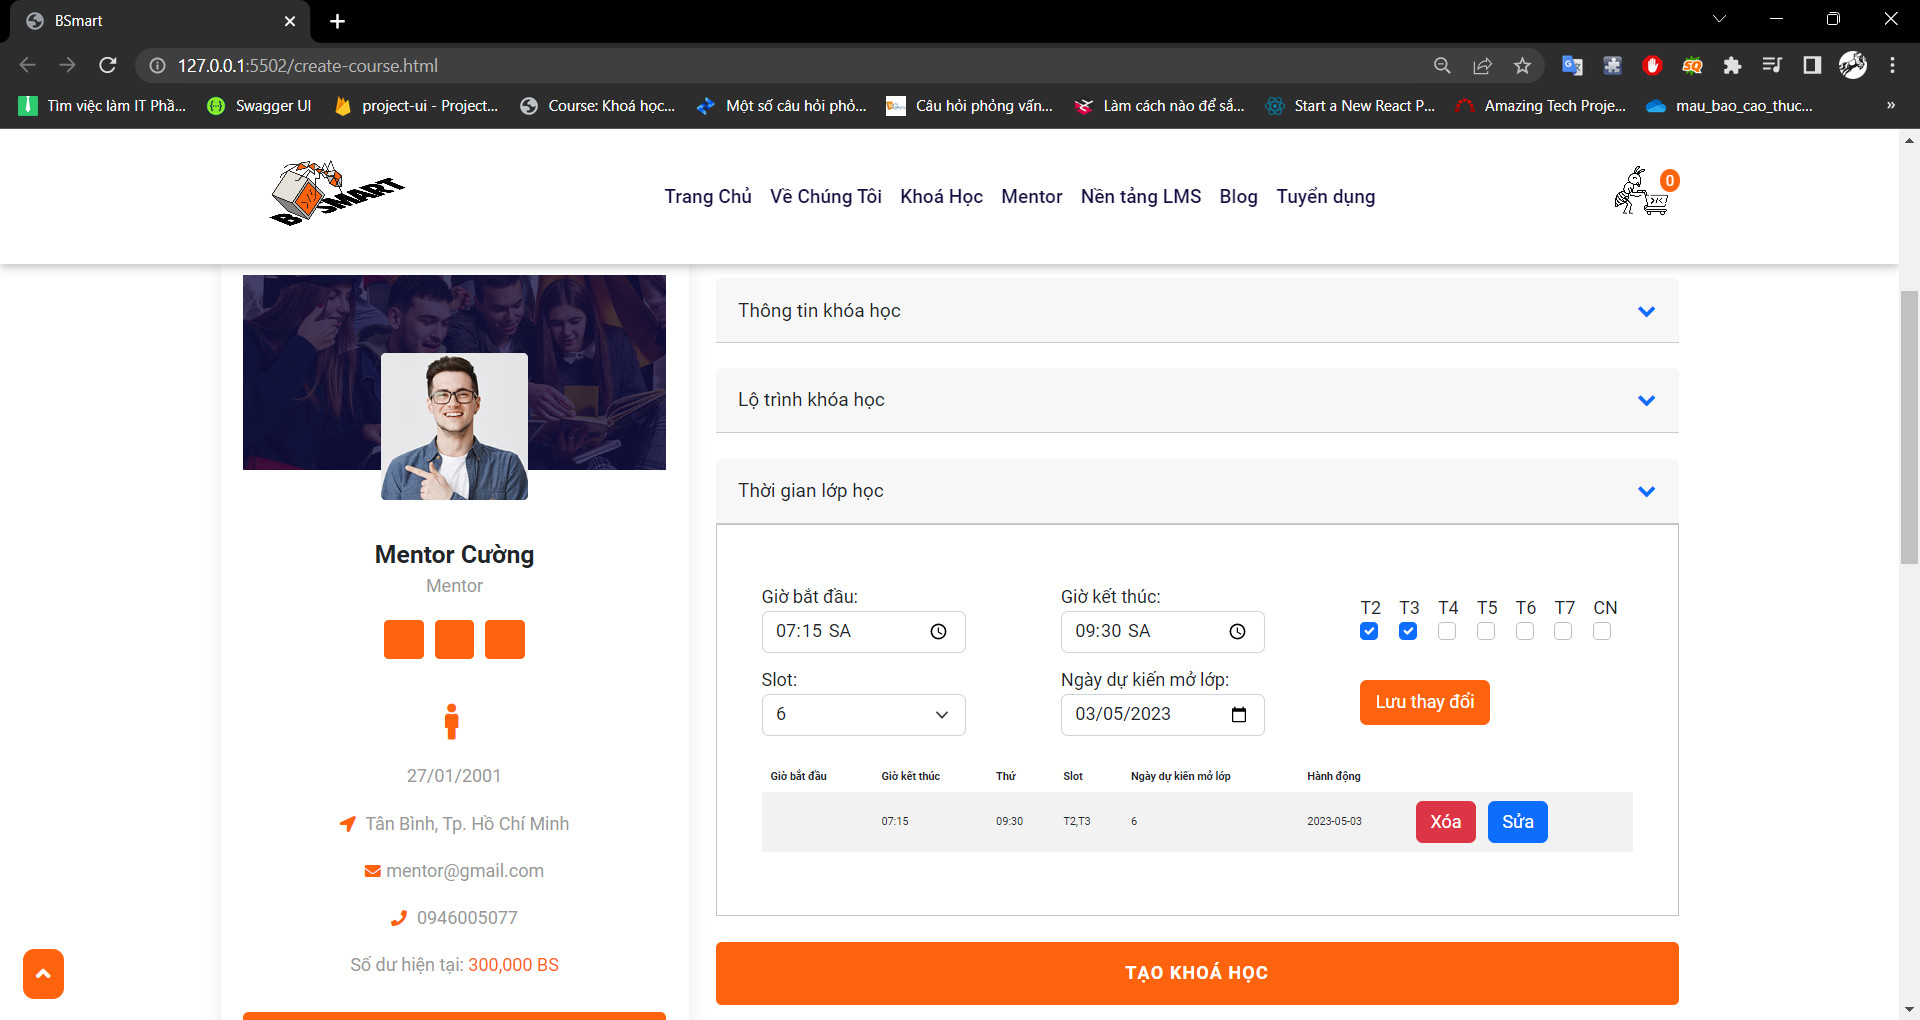 BSmart
127.0.0.1:5502/create-course.html
Tìm việc làm IT Phầ...
Swagger UI
project-ui - Project...
Course: Khoá học...
Một số câu hỏi phỏ...
Câu hỏi phỏng vấn...
Làm cách nào để sắ...
Start a New React P...
Amazing Tech Proje...
mau_bao_cao_thuc...
»
BSMART
Trang Chủ
Về Chúng Tôi
Khoá Học
Mentor
Nền tảng LMS
Blog
Tuyển dụng
0
Mentor Cường
Mentor
27/01/2001
Tân Bình, Tp. Hồ Chí Minh
mentor@gmail.com
0946005077
Số dư hiện tại: 300,000 BS
Thông tin khóa học
Lộ trình khóa học
Thời gian lớp học
Giờ bắt đầu:
07:15 SA
Giờ kết thúc:
09:30 SA
T2 T3 T4 T5 T6 T7 CN
Slot:
6
Ngày dự kiến mở lớp:
03/05/2023
Lưu thay đổi
Giờ bắt đầu Giờ kết thúc Thứ Slot Ngày dự kiến mở lớp Hành động
07:15 09:30 T2,T3 6 2023-05-03 Xóa Sửa
TẠO KHOÁ HỌC